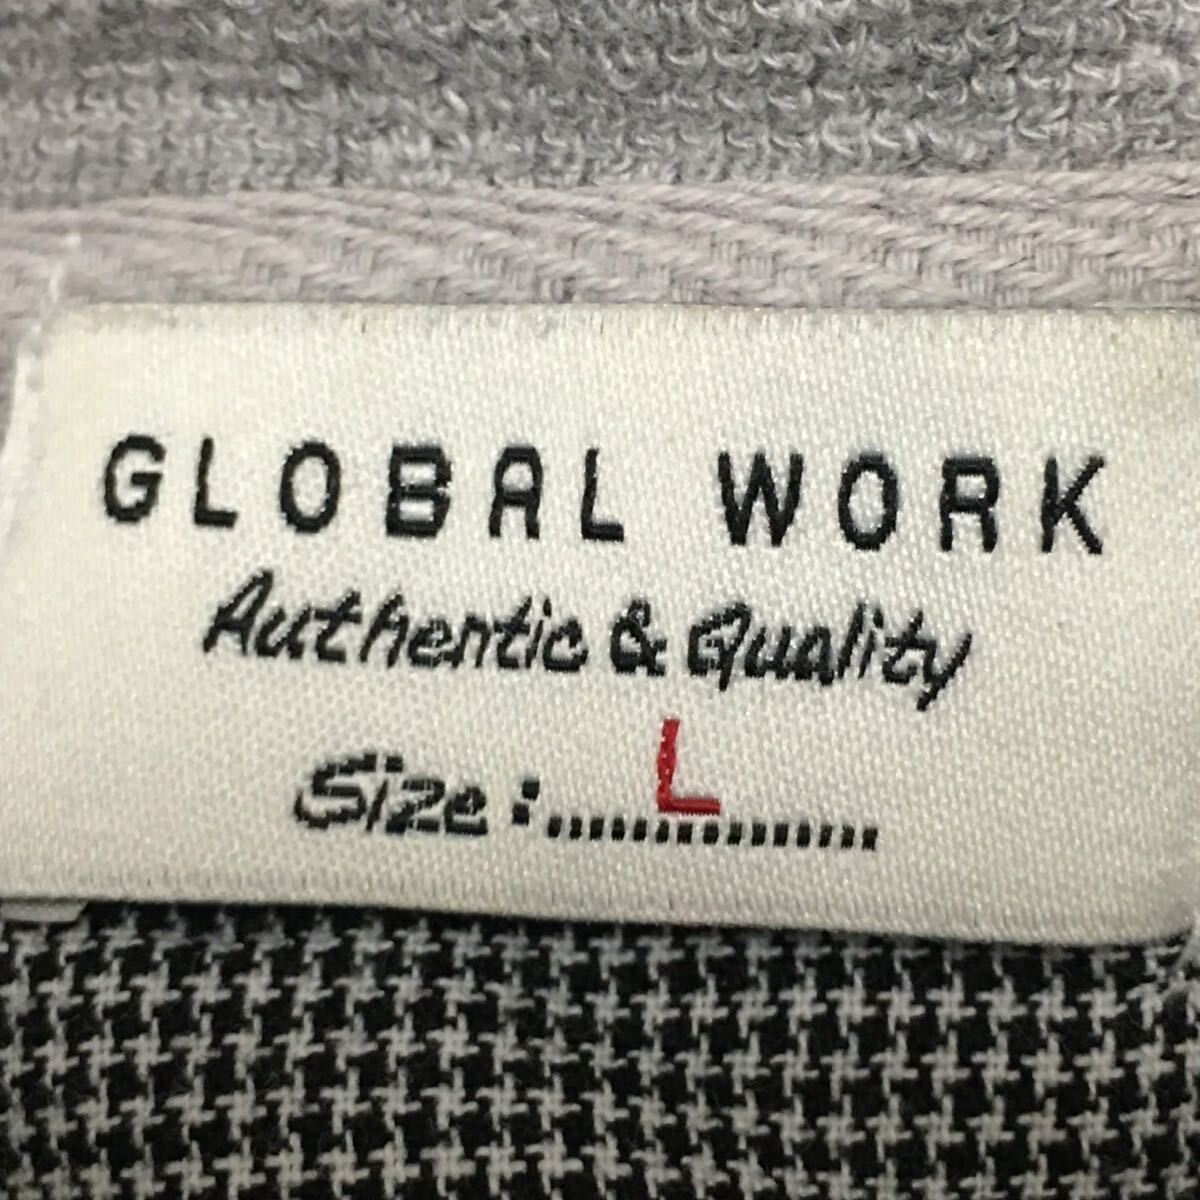 GLOBAL WORK
Authentic & Quality
Size :................L